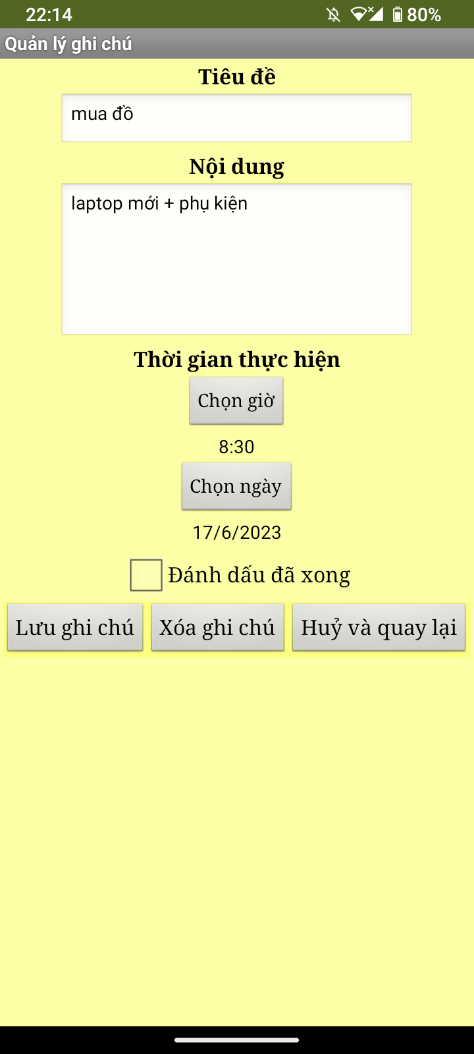 22:14
80%
Quản lý ghi chú
Tiêu đề
mua đồ
Nội dung
laptop mới + phụ kiện
Thời gian thực hiện
Chọn giờ
8:30
Chọn ngày
17/6/2023
Đánh dấu đã xong
Lưu ghi chú
Xóa ghi chú
Huỷ và quay lại